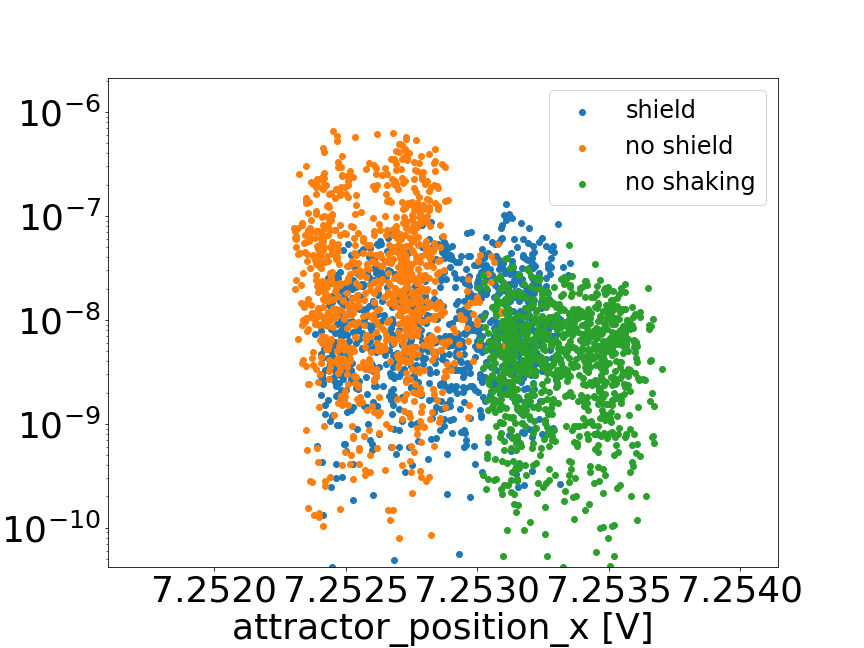 10⁻⁶
10⁻⁷
10⁻⁸
10⁻⁹
10⁻¹⁰
shield
no shield
no shaking
7.2520 7.2525 7.2530 7.2535 7.2540
attractor_position_x [V]